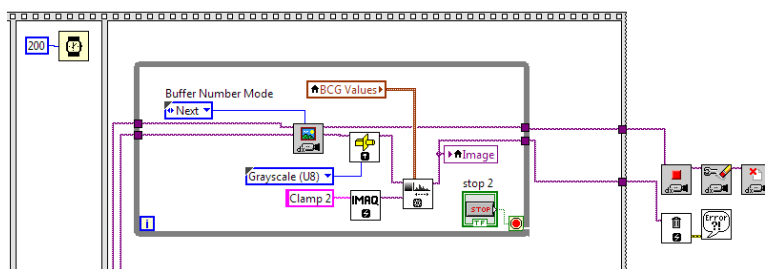 200
Buffer Number Mode
Next
BCG Values
Grayscale (U8)
Image
Clamp 2
IMAQ
stop 2
STOP
TF
i
Error
?!